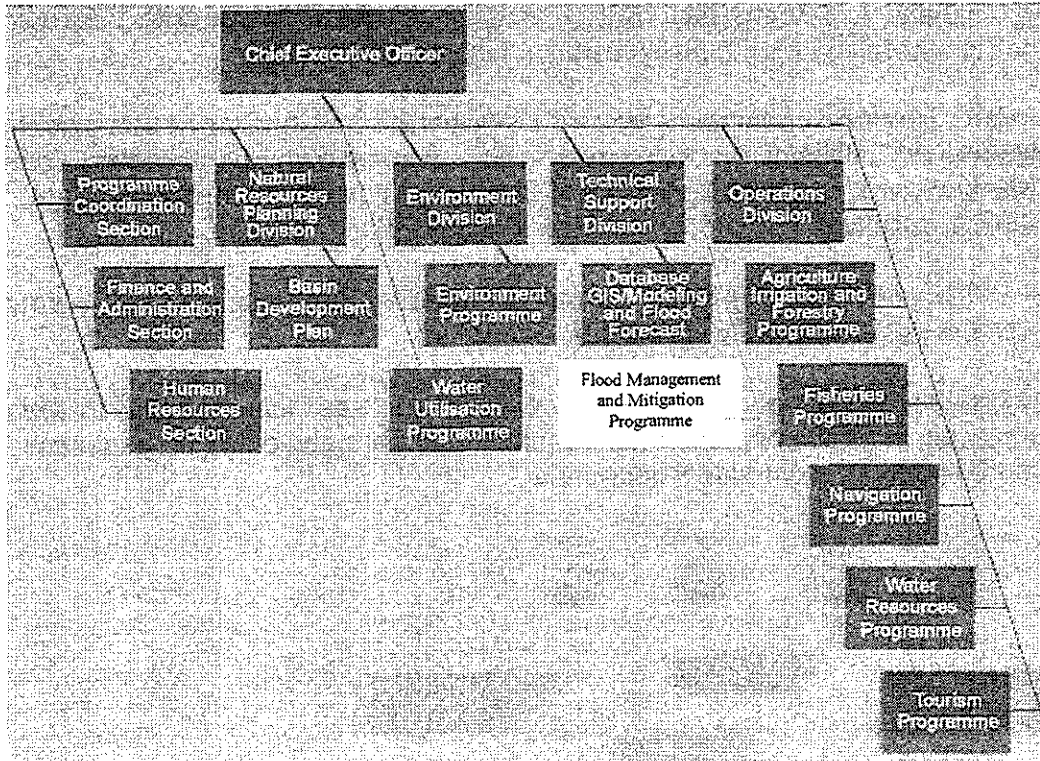 Chief Executive Officer
Programme
Coordination
Section
Natural
Resources
Planning
Division
Environment
Division
Technical
Support
Division
Operations
Division
Finance and
Administration
Section
Basin
Development
Plan
Environment
Programme
Database
GIS/Modeling
and Flood
Forecast
Agriculture
Irrigation and
Forestry
Programme
Human
Resources
Section
Water
Utilisation
Programme
Flood Management
and Mitigation
Programme
Fisheries
Programme
Navigation
Programme
Water
Resources
Programme
Tourism
Programme